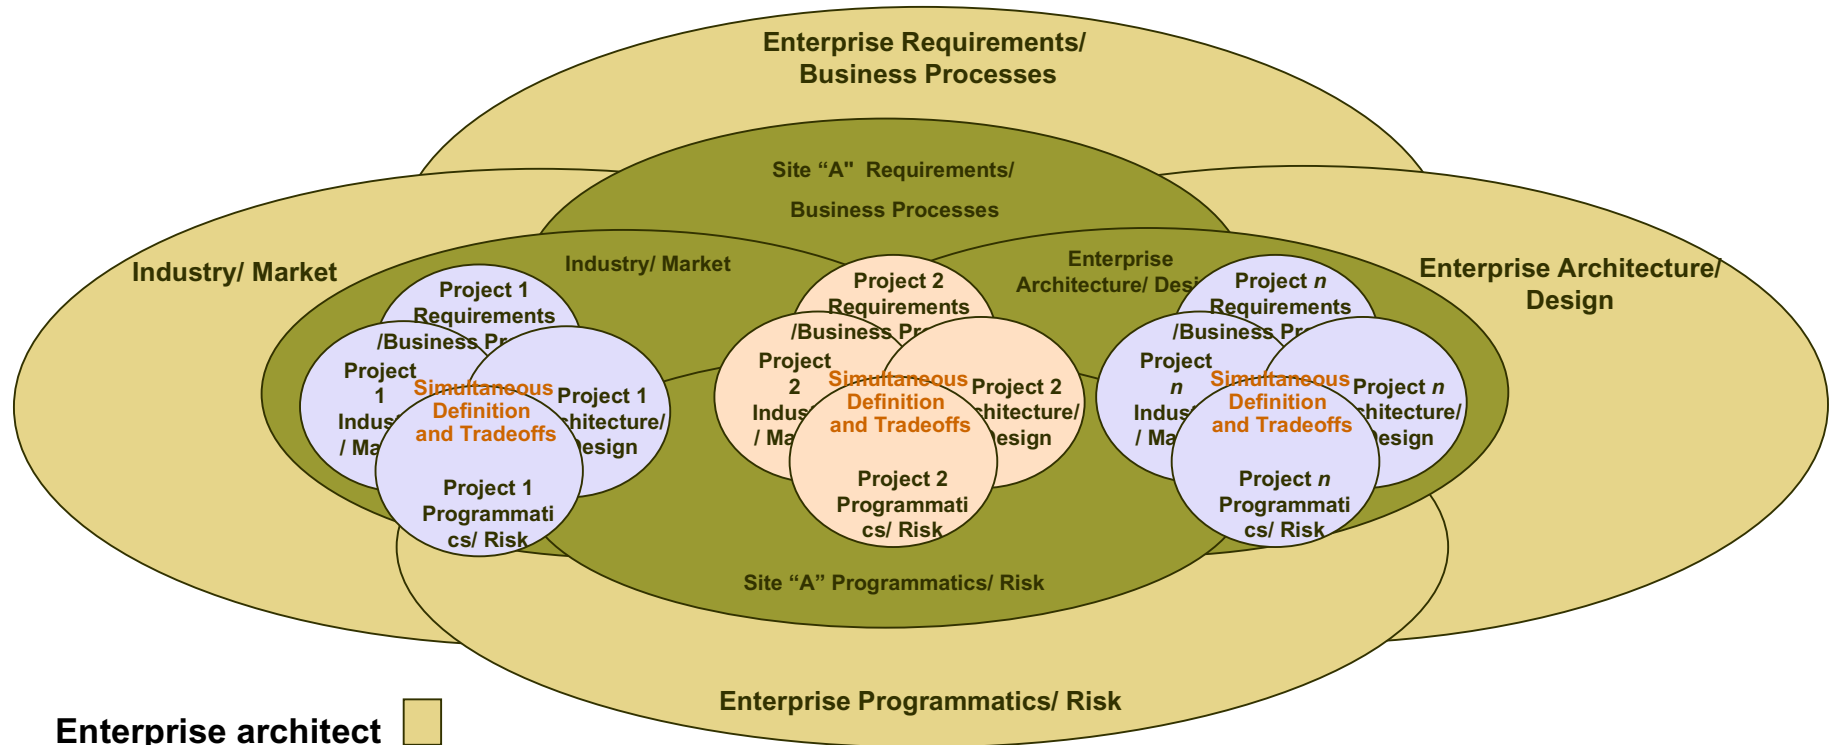 Enterprise Requirements/
Business Processes
Site “A" Requirements/
Business Processes
Industry/ Market
Industry/ Market
Enterprise
Architecture/ Desi
Enterprise Architecture/
Design
Project 1
Requirements
/Business Pr
Project
1
Indus
/ Ma
Simultaneous
Definition
and Tradeoffs
Project 1
chitecture/
esign
Project 1
Programmati
cs/ Risk
Project 2
Requirements
/Business Pro
Project
2
Indus
/ Ma
Simultaneous
Definition
and Tradeoffs
Project 2
chitecture/
esign
Project 2
Programmati
cs/ Risk
Project n
Requirements
/Business Pr
Project
n
Indus
/ Ma
Simultaneous
Definition
and Tradeoffs
Project n
chitecture/
esign
Project n
Programmati
cs/ Risk
Site “A” Programmatics/ Risk
Enterprise Programmatics/ Risk
Enterprise architect